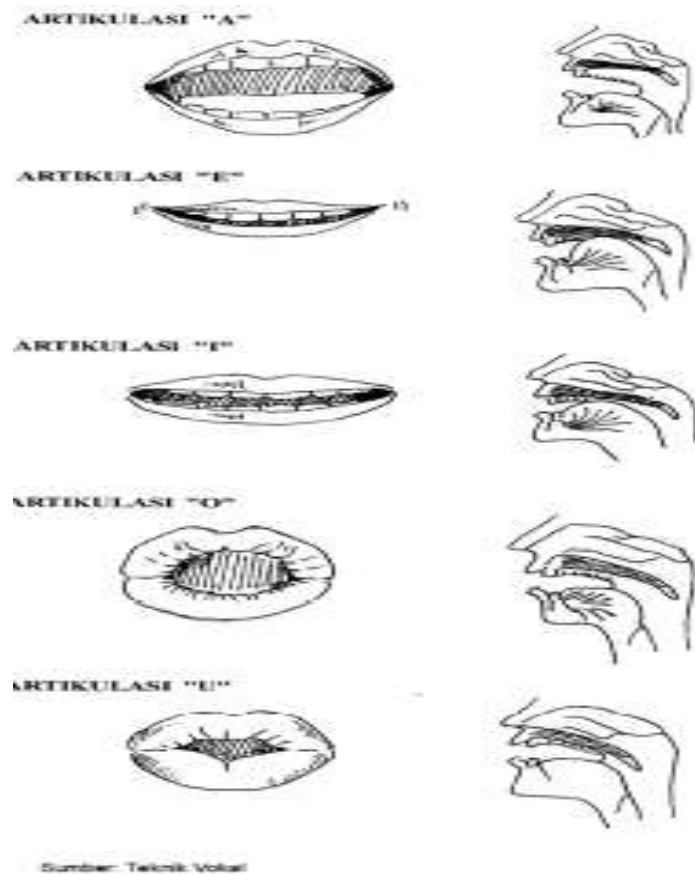 ARTIKULASI "A"
ARTIKULASI "E"
ARTIKULASI "I"
ARTIKULASI "O"
ARTIKULASI "U"
Sumber: Teknik Vokal